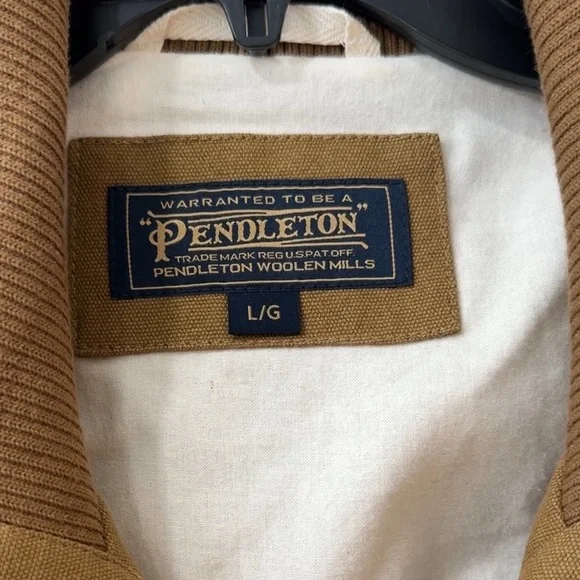 WARRANTED TO BE A
"PENDLETON"
TRADE MARK REG U.S.PAT.OFF.
PENDLETON WOOLEN MILLS
L/G